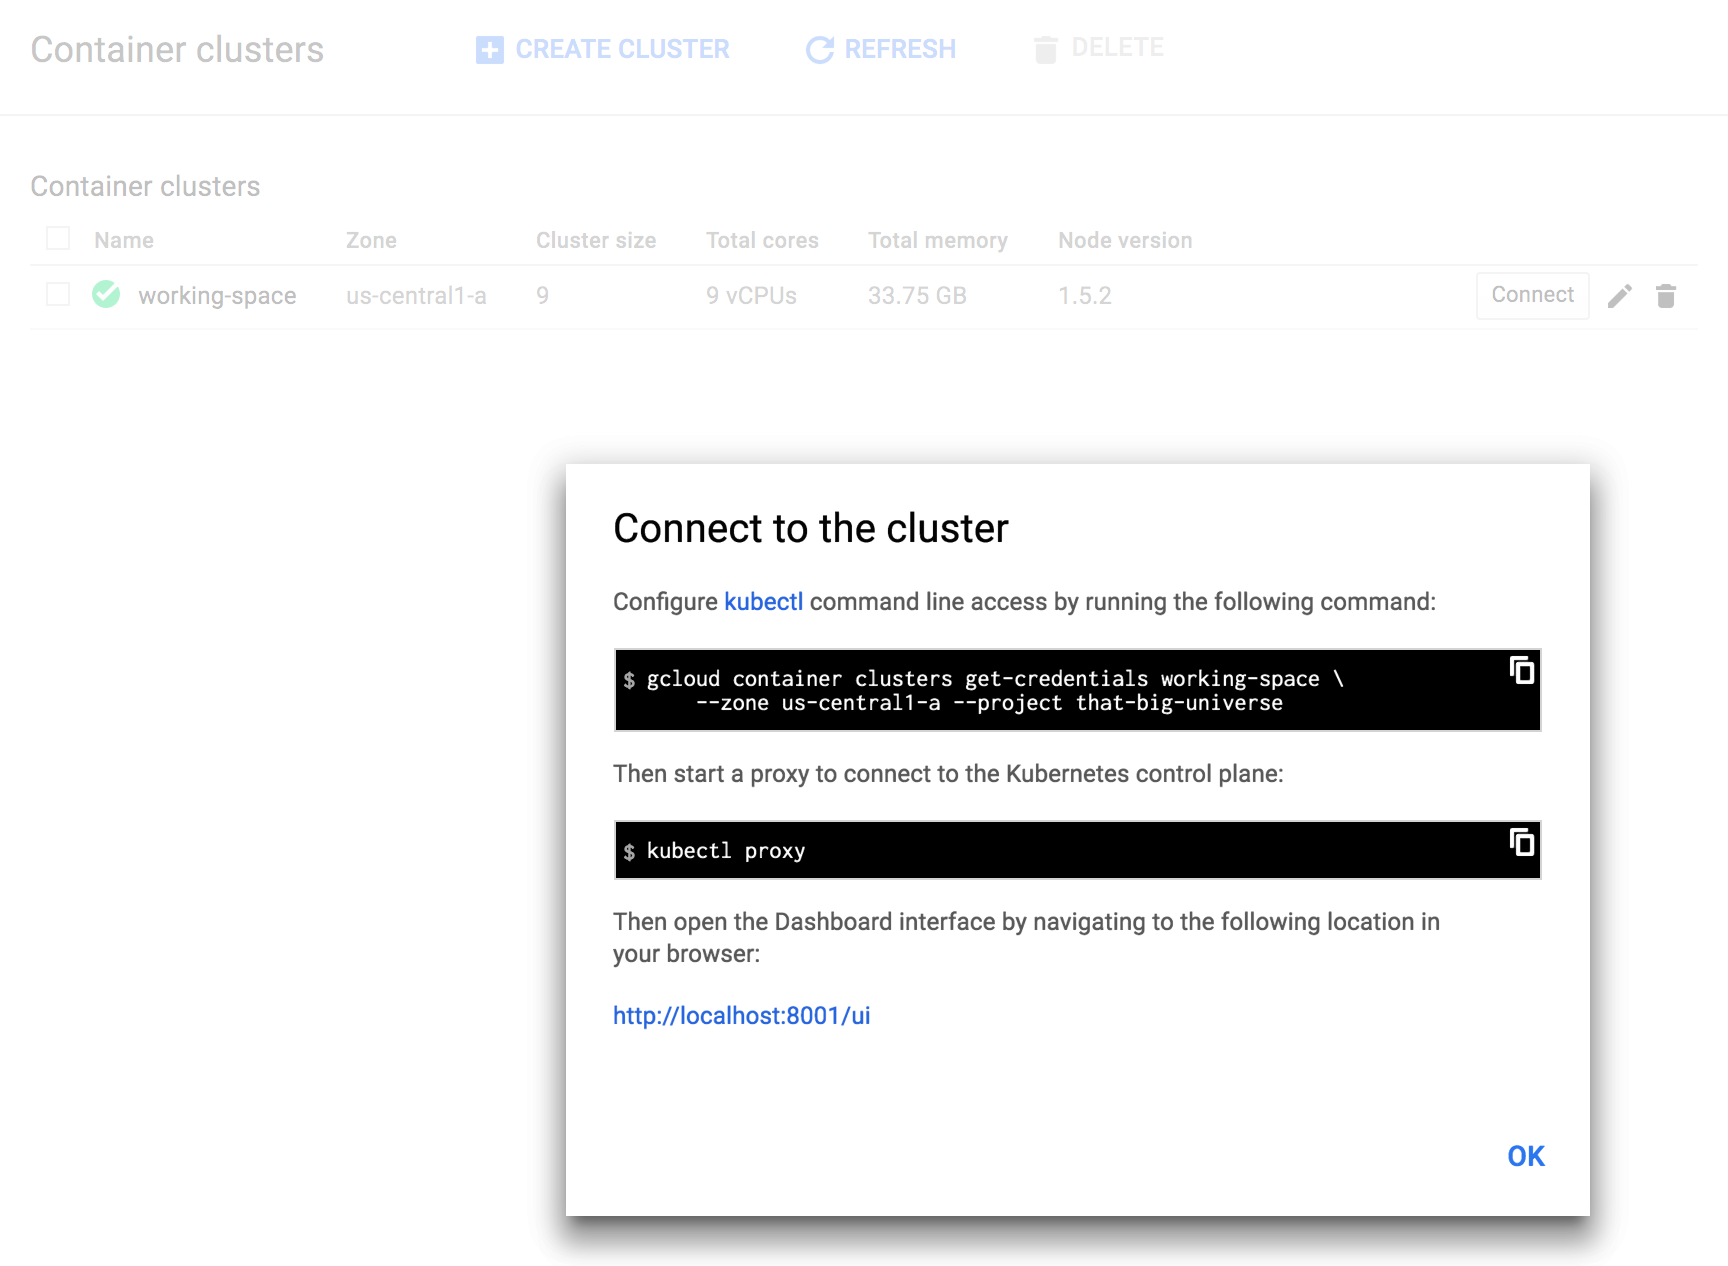 Container clusters CREATE CLUSTER REFRESH DELETE
Container clusters
Name Zone Cluster size Total cores Total memory Node version
working-space us-central1-a 9 9 vCPUs 33.75 GB 1.5.2 Connect
Connect to the cluster
Configure kubectl command line access by running the following command:
$ gcloud container clusters get-credentials working-space \
--zone us-central1-a --project that-big-universe
Then start a proxy to connect to the Kubernetes control plane:
$ kubectl proxy
Then open the Dashboard interface by navigating to the following location in
your browser:
http://localhost:8001/ui
OK